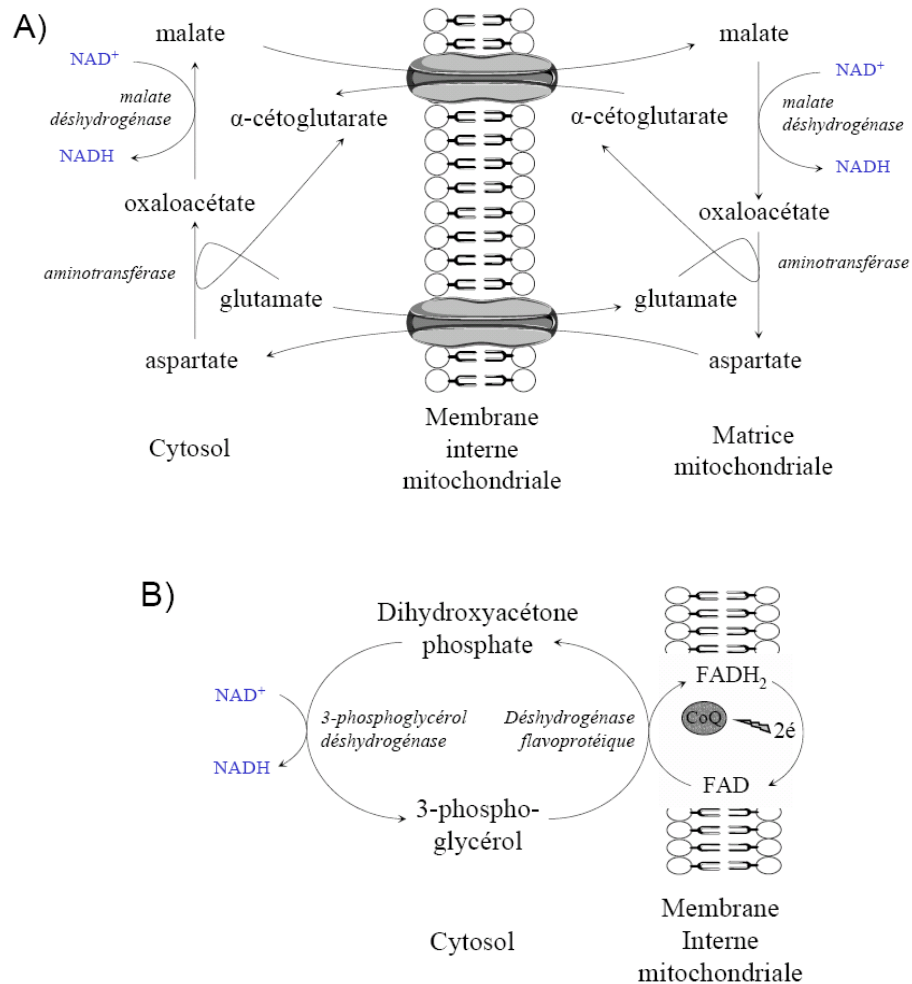 A)
malate
malate
NAD+
NAD+
malate
déshydrogénase
malate
déshydrogénase
α-cétoglutarate
α-cétoglutarate
NADH
NADH
oxaloacétate
oxaloacétate
aminotransférase
aminotransférase
glutamate
glutamate
aspartate
aspartate
Cytosol
Membrane
interne
mitochondriale
Matrice
mitochondriale
B)
Dihydroxyacétone
phosphate
FADH2
NAD+
3-phosphoglycérol
déshydrogénase
Déshydrogénase
flavoprotéique
CoQ
2é
NADH
FAD
3-phospho-
glycérol
Cytosol
Membrane
Interne
mitochondriale